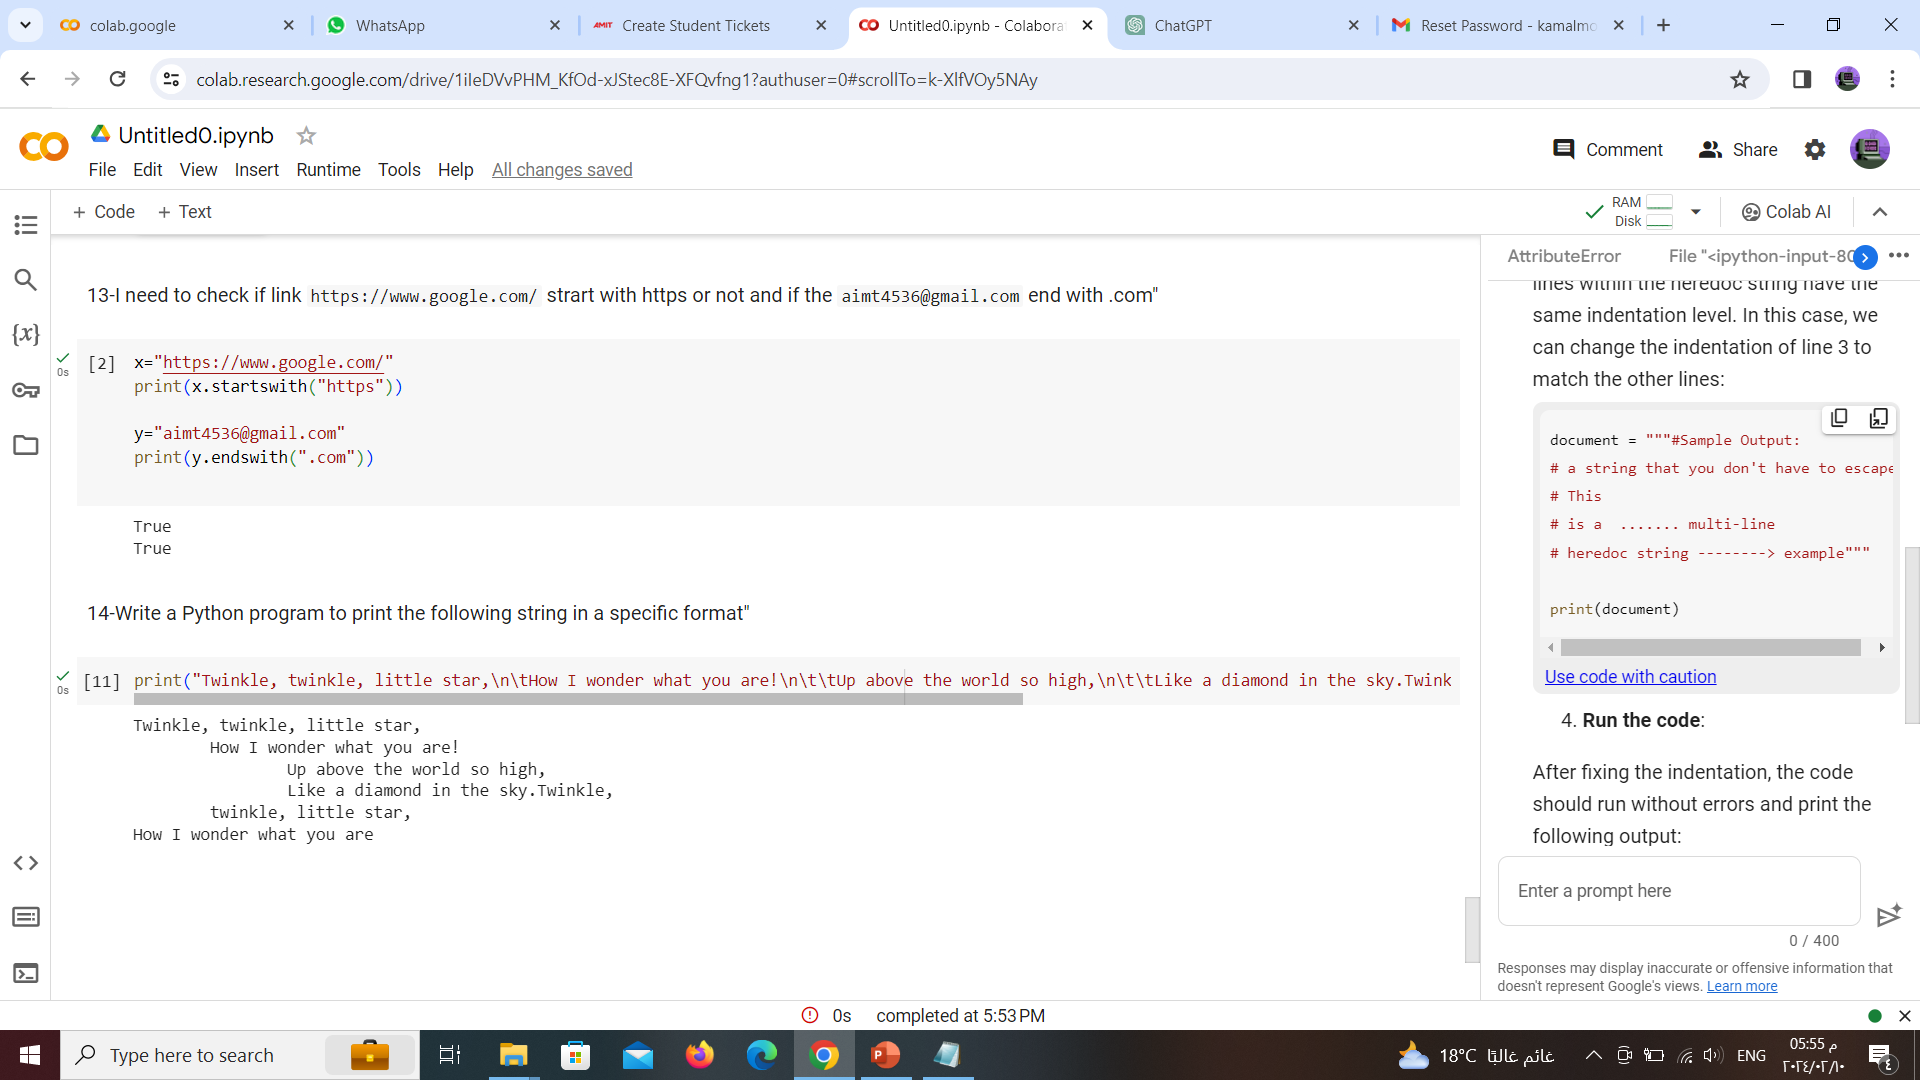 colab.google
WhatsApp
AMIT Create Student Tickets
Untitled0.ipynb - Colabora
ChatGPT
Reset Password - kamalmo
colab.research.google.com/drive/1iIeDVvPHM_KfOd-xJStec8E-XFQvfng1?authuser=0#scrollTo=k-XlfVOy5NAy
Untitled0.ipynb
File Edit View Insert Runtime Tools Help All changes saved
Comment
Share
+ Code + Text
RAM
Disk
Colab AI
13-I need to check if link https://www.google.com/ strart with https or not and if the aimt4536@gmail.com end with .com"
0s
[2] x="https://www.google.com/"
print(x.startswith("https"))
y="aimt4536@gmail.com"
print(y.endswith(".com"))
True
True
14-Write a Python program to print the following string in a specific format"
0s
[11] print("Twinkle, twinkle, little star,\n\tHow I wonder what you are!\n\t\tUp above the world so high,\n\t\tLike a diamond in the sky.Twink
Twinkle, twinkle, little star,
How I wonder what you are!
Up above the world so high,
Like a diamond in the sky.Twinkle,
twinkle, little star,
How I wonder what you are
AttributeError File "<ipython-input-80
lines within the heredoc string have the
same indentation level. In this case, we
can change the indentation of line 3 to
match the other lines:
document = """#Sample Output:
# a string that you don't have to escape
# This
# is a ....... multi-line
# heredoc string --------> example"""
print(document)
Use code with caution
4. Run the code:
After fixing the indentation, the code
should run without errors and print the
following output:
Enter a prompt here
0 / 400
Responses may display inaccurate or offensive information that
doesn't represent Google's views. Learn more
0s completed at 5:53 PM
Type here to search
18°C غائم غالبًا
ENG
05:55 م
٢٠٢٤/٠٢/١٠
٤